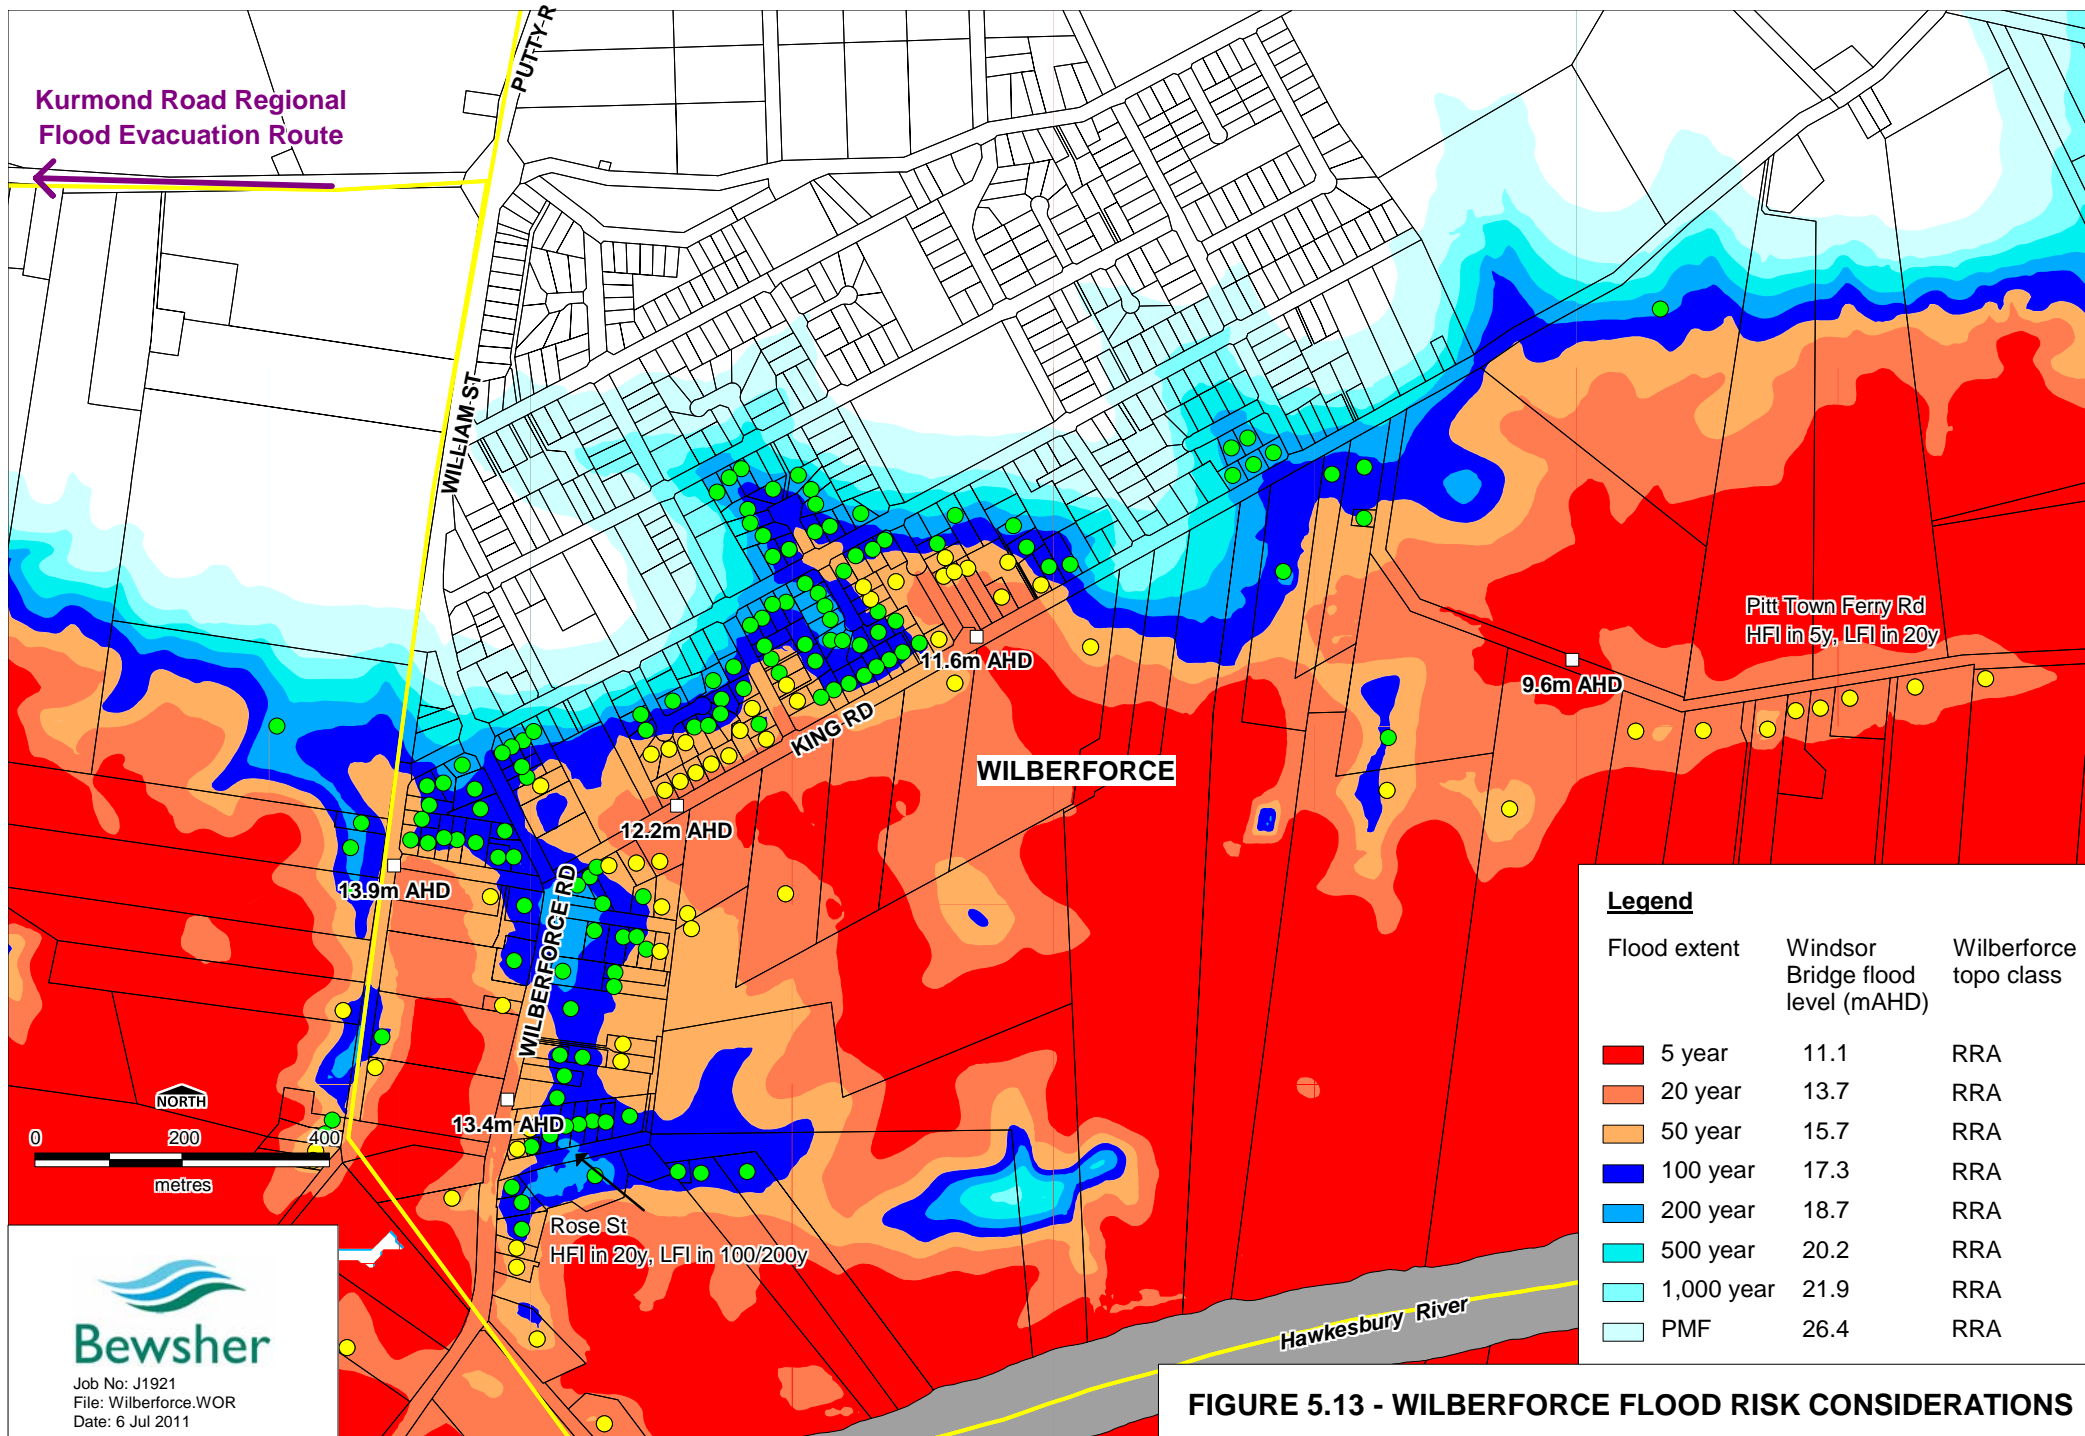 PUTTY R
Kurmond Road Regional
Flood Evacuation Route
WILLIAM ST
Pitt Town Ferry Rd
HFI in 5y, LFI in 20y
11.6m AHD
9.6m AHD
KING RD
WILBERFORCE
12.2m AHD
13.9m AHD
WILBERFORCE RD
Legend
Flood extent Windsor Wilberforce
Bridge flood topo class
level (mAHD)
5 year 11.1 RRA
20 year 13.7 RRA
50 year 15.7 RRA
100 year 17.3 RRA
200 year 18.7 RRA
500 year 20.2 RRA
1,000 year 21.9 RRA
PMF 26.4 RRA
NORTH
13.4m AHD
0 200 400
metres
Rose St
HFI in 20y, LFI in 100/200y
Hawkesbury River
Bewsher
Job No: J1921
File: Wilberforce.WOR
Date: 6 Jul 2011
FIGURE 5.13 - WILBERFORCE FLOOD RISK CONSIDERATIONS